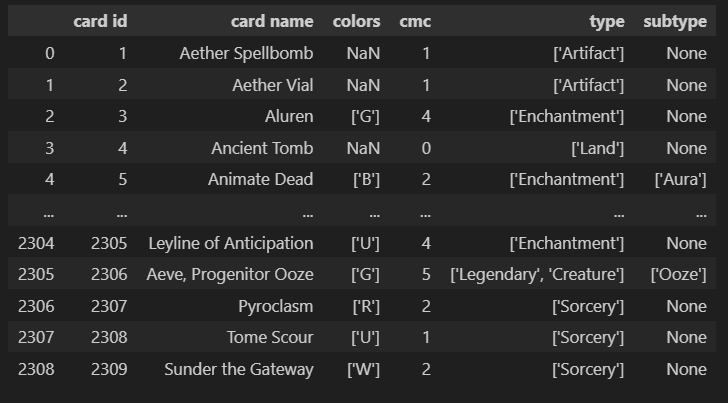 card id card name colors cmc type subtype
0 1 Aether Spellbomb NaN 1 ['Artifact'] None
1 2 Aether Vial NaN 1 ['Artifact'] None
2 3 Aluren ['G'] 4 ['Enchantment'] None
3 4 Ancient Tomb NaN 0 ['Land'] None
4 5 Animate Dead ['B'] 2 ['Enchantment'] ['Aura']
... ... ... ... ... ... ...
2304 2305 Leyline of Anticipation ['U'] 4 ['Enchantment'] None
2305 2306 Aeve, Progenitor Ooze ['G'] 5 ['Legendary', 'Creature'] ['Ooze']
2306 2307 Pyroclasm ['R'] 2 ['Sorcery'] None
2307 2308 Tome Scour ['U'] 1 ['Sorcery'] None
2308 2309 Sunder the Gateway ['W'] 2 ['Sorcery'] None